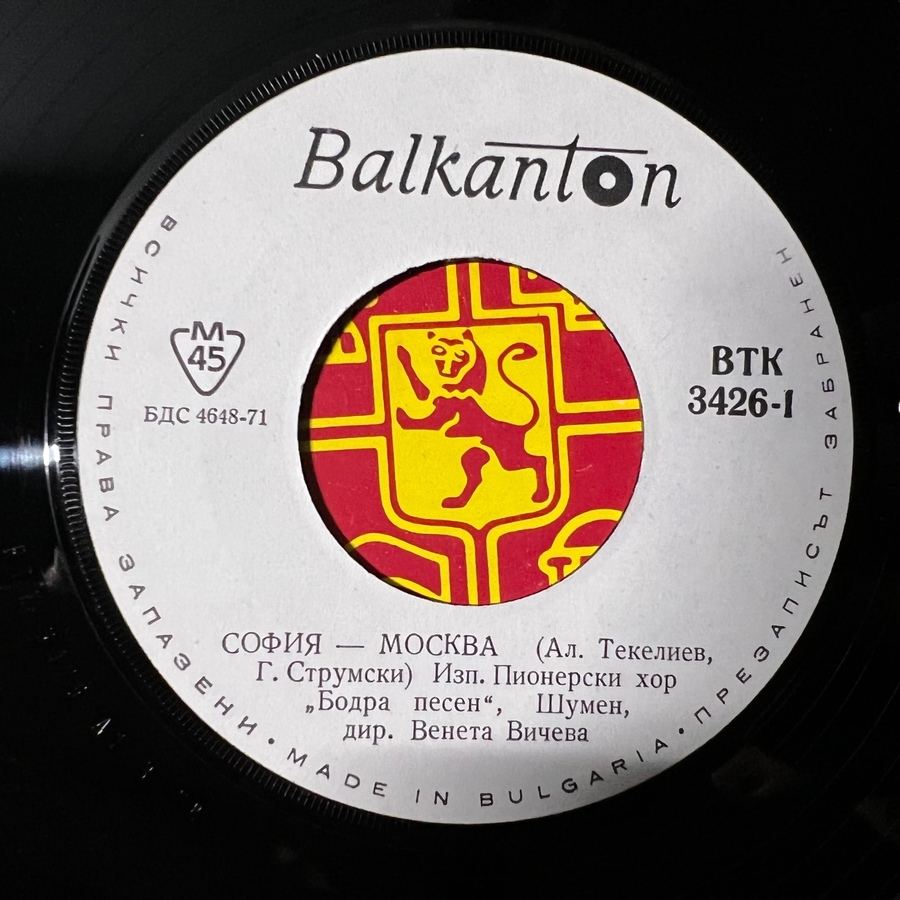 Balkanton
М
45
БДС 4648-71
ВТК
3426-I
СОФИЯ — МОСКВА (Ал. Текелиев,
Г. Струмски) Изп. Пионерски хор
„Бодра песен“, Шумен,
дир. Венета Вичева
ВСИЧКИ ПРАВА ЗАПАЗЕНИ • MADE IN BULGARIA • ПРЕЗАПИСЪТ ЗАБРАНЕН